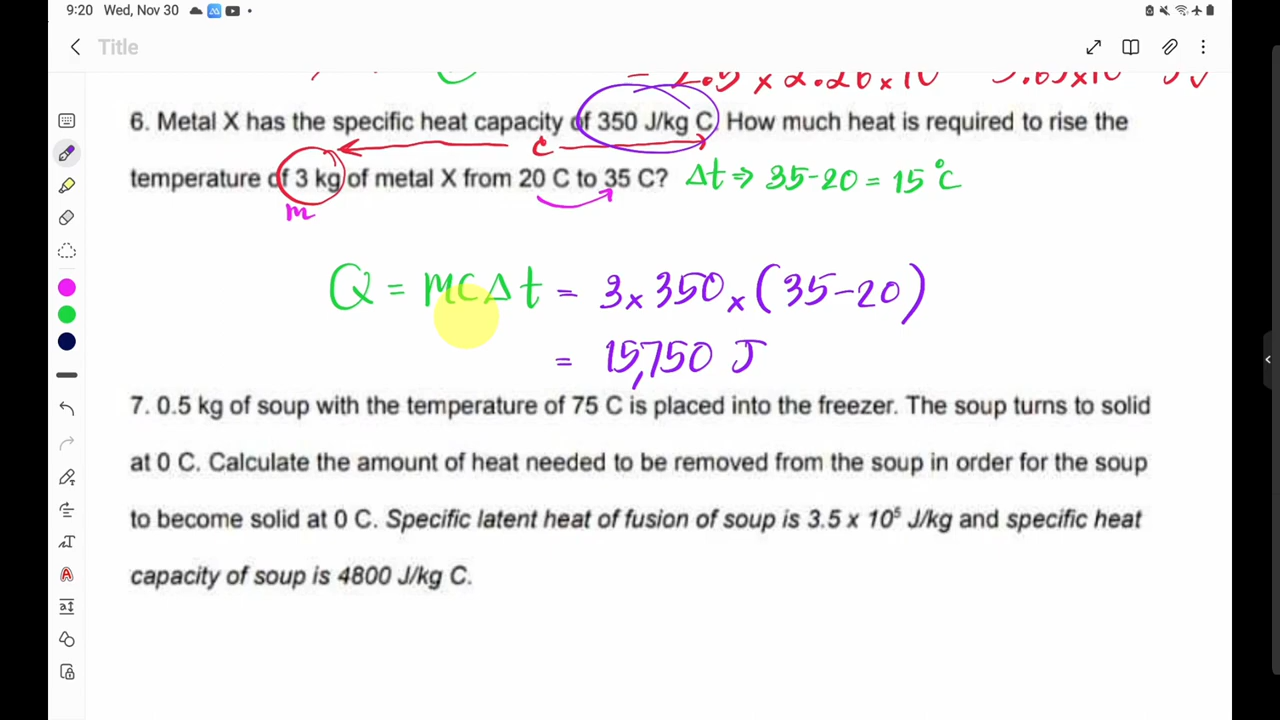 9:20 Wed, Nov 30
Title
= 2.5 × 2.26 × 10
6. Metal X has the specific heat capacity of 350 J/kg C. How much heat is required to rise the
c
temperature of 3 kg of metal X from 20 C to 35 C? Δt ⇒ 35-20 = 15°C
m
Q = mcΔt = 3 × 350 × (35-20)
= 15,750 J
7. 0.5 kg of soup with the temperature of 75 C is placed into the freezer. The soup turns to solid
at 0 C. Calculate the amount of heat needed to be removed from the soup in order for the soup
to become solid at 0 C. Specific latent heat of fusion of soup is 3.5 x 10⁵ J/kg and specific heat
capacity of soup is 4800 J/kg C.